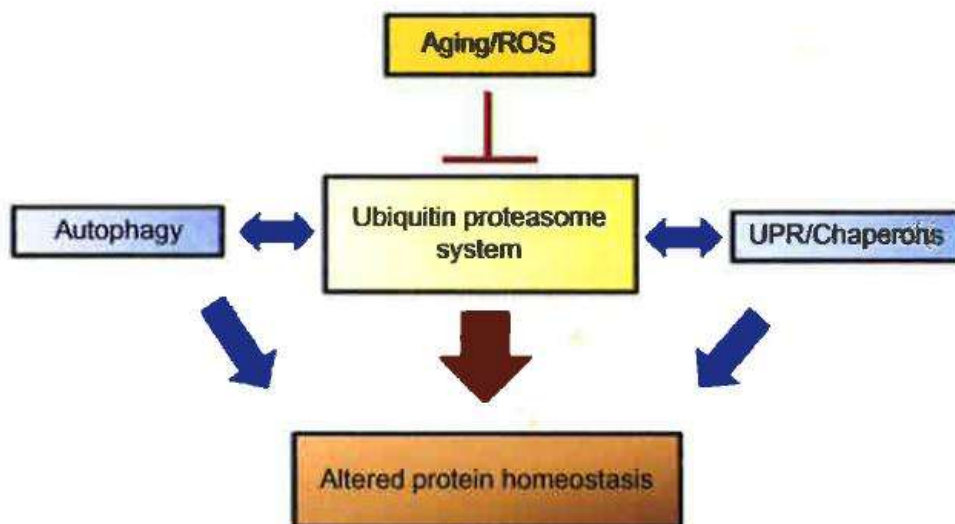 Aging/ROS
Ubiquitin proteasome
system
Autophagy
UPR/Chaperons
Altered protein homeostasis